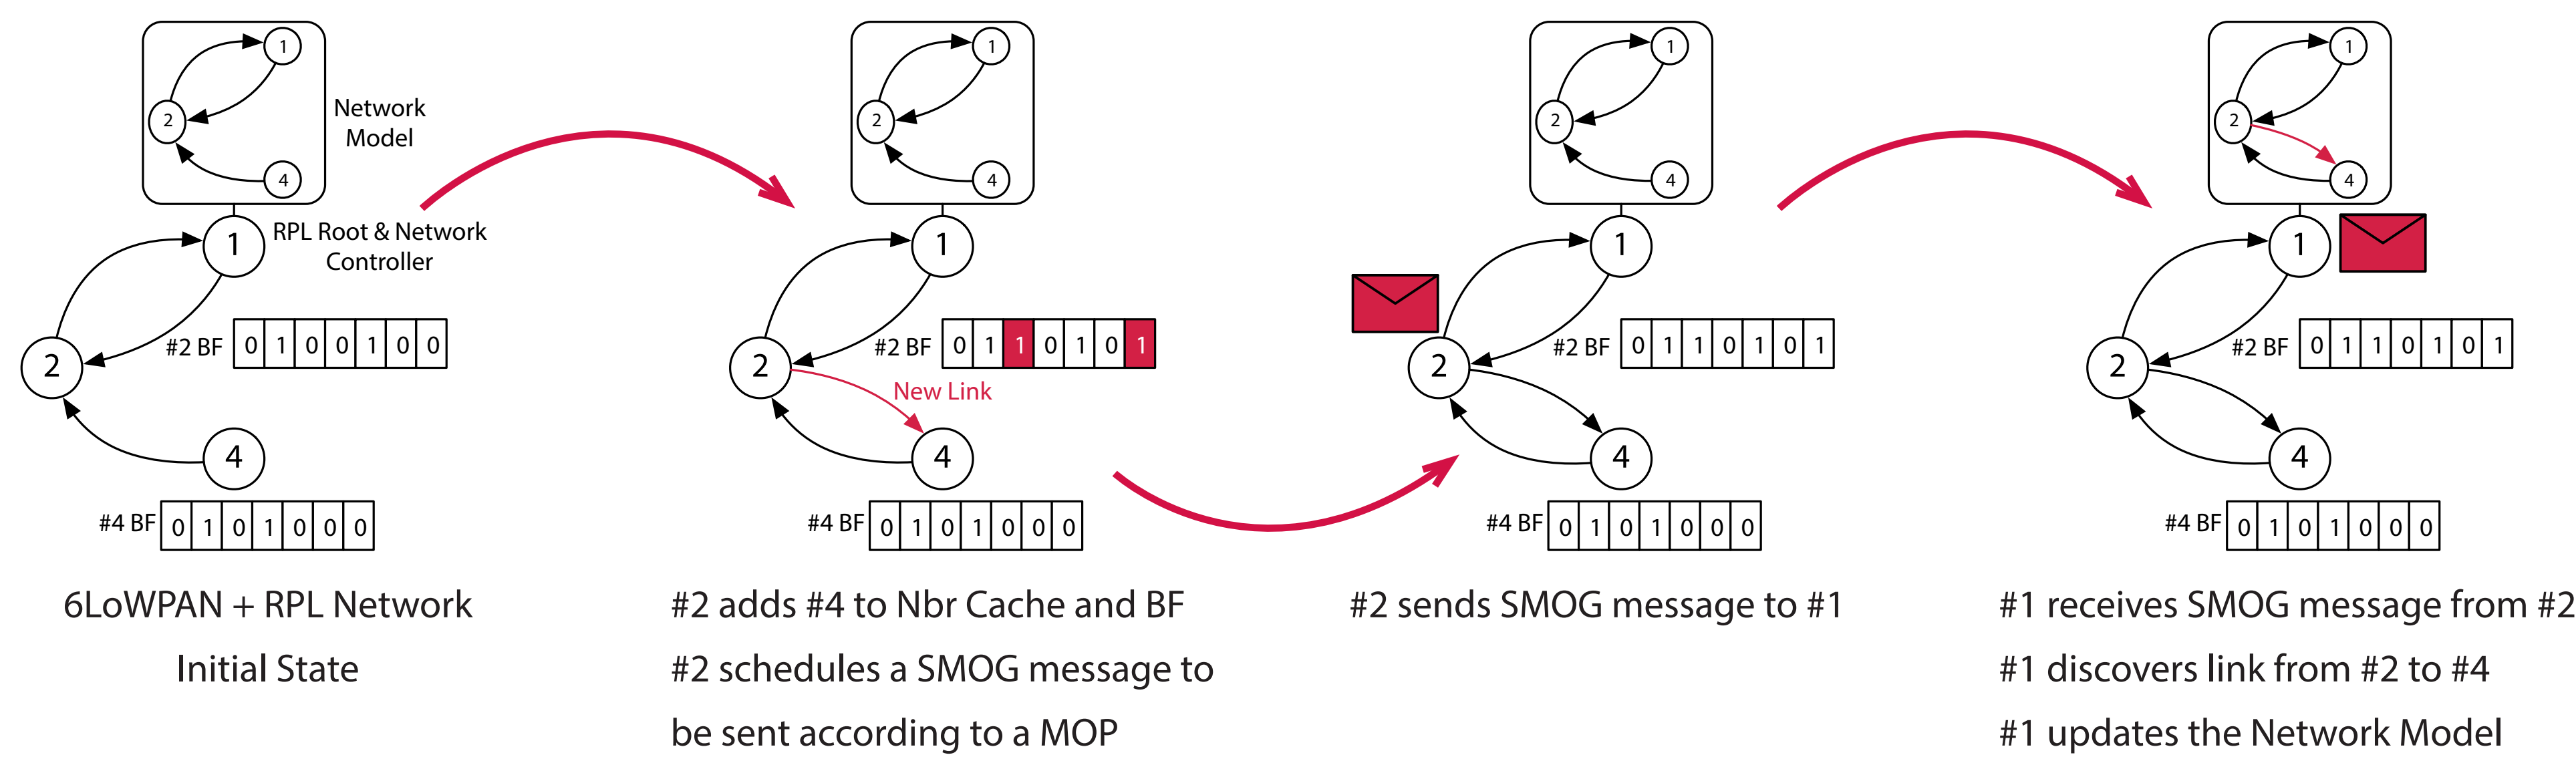 1
2
4
Network
Model
1
RPL Root & Network
Controller
2
#2 BF 0 1 0 0 1 0 0
4
#4 BF 0 1 0 1 0 0 0
6LoWPAN + RPL Network
Initial State
1
2
4
1
2
#2 BF 0 1 1 0 1 0 1
New Link
4
#4 BF 0 1 0 1 0 0 0
#2 adds #4 to Nbr Cache and BF
#2 schedules a SMOG message to
be sent according to a MOP
1
2
4
1
2
#2 BF 0 1 1 0 1 0 1
4
#4 BF 0 1 0 1 0 0 0
#2 sends SMOG message to #1
1
2
4
1
2
#2 BF 0 1 1 0 1 0 1
4
#4 BF 0 1 0 1 0 0 0
#1 receives SMOG message from #2
#1 discovers link from #2 to #4
#1 updates the Network Model